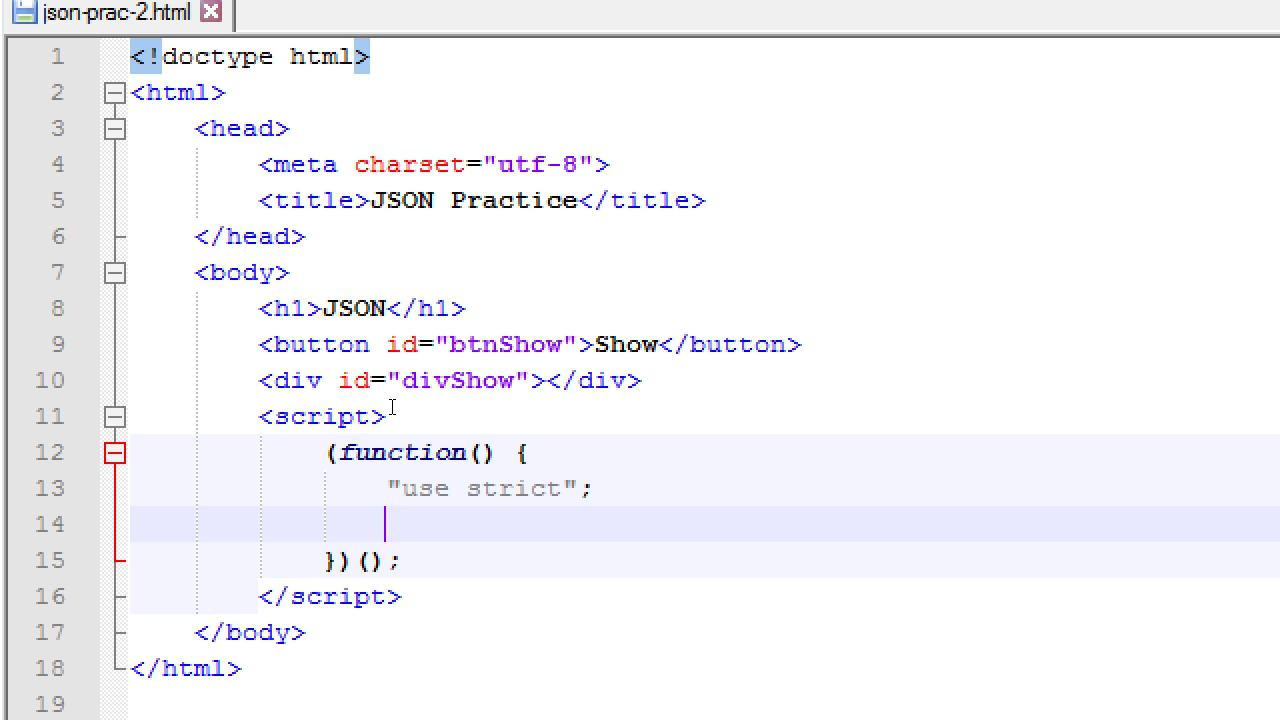 json-prac-2.html
1 <!doctype html>
2 <html>
3 <head>
4 <meta charset="utf-8">
5 <title>JSON Practice</title>
6 </head>
7 <body>
8 <h1>JSON</h1>
9 <button id="btnShow">Show</button>
10 <div id="divShow"></div>
11 <script>
12 (function() {
13 "use strict";
14
15 })();
16 </script>
17 </body>
18 </html>
19